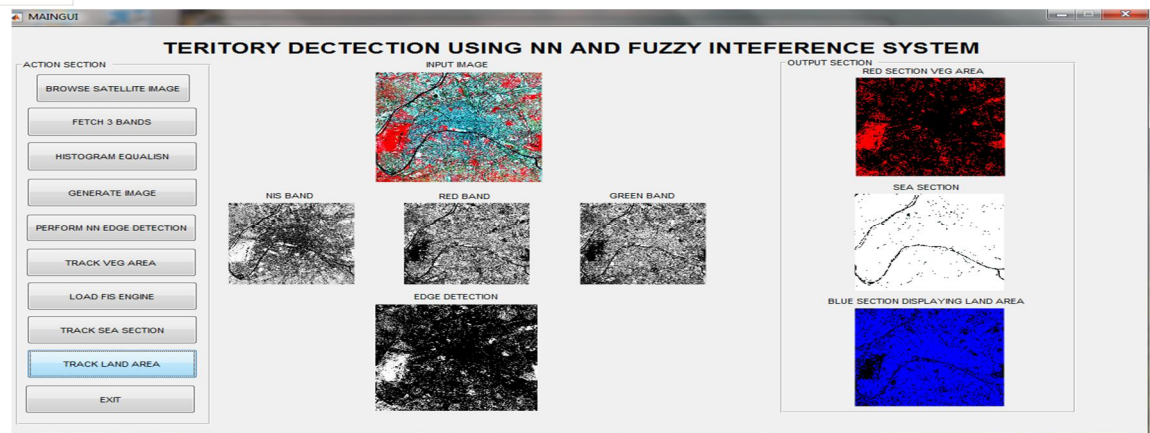 MAINGUI
TERITORY DECTECTION USING NN AND FUZZY INTEFERENCE SYSTEM
ACTION SECTION
BROWSE SATELLITE IMAGE
FETCH 3 BANDS
HISTOGRAM EQUALISN
GENERATE IMAGE
PERFORM NN EDGE DETECTION
TRACK VEG AREA
LOAD FIS ENGINE
TRACK SEA SECTION
TRACK LAND AREA
EXIT
INPUT IMAGE
NIS BAND
RED BAND
GREEN BAND
EDGE DETECTION
OUTPUT SECTION
RED SECTION VEG AREA
SEA SECTION
BLUE SECTION DISPLAYING LAND AREA